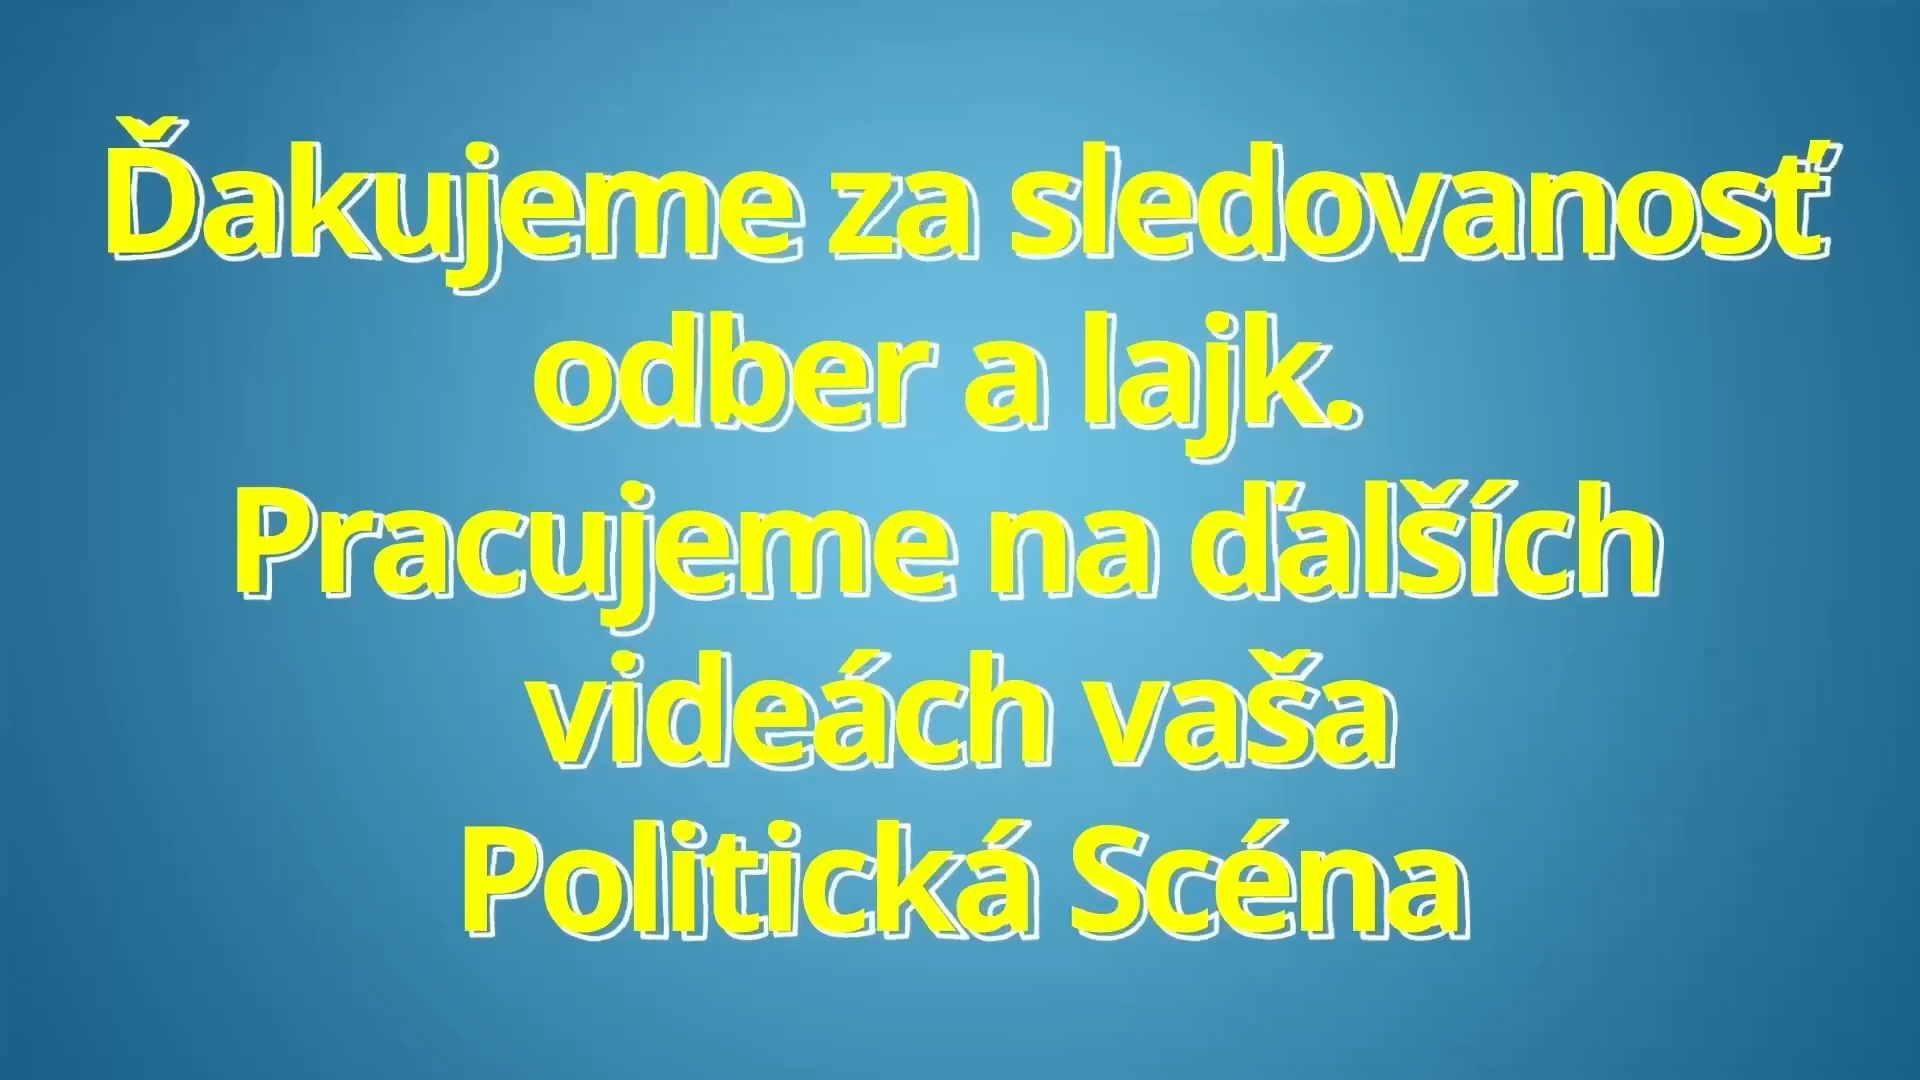 Ďakujeme za sledovanosť
odber a lajk.
Pracujeme na ďalších
videách vaša
Politická Scéna